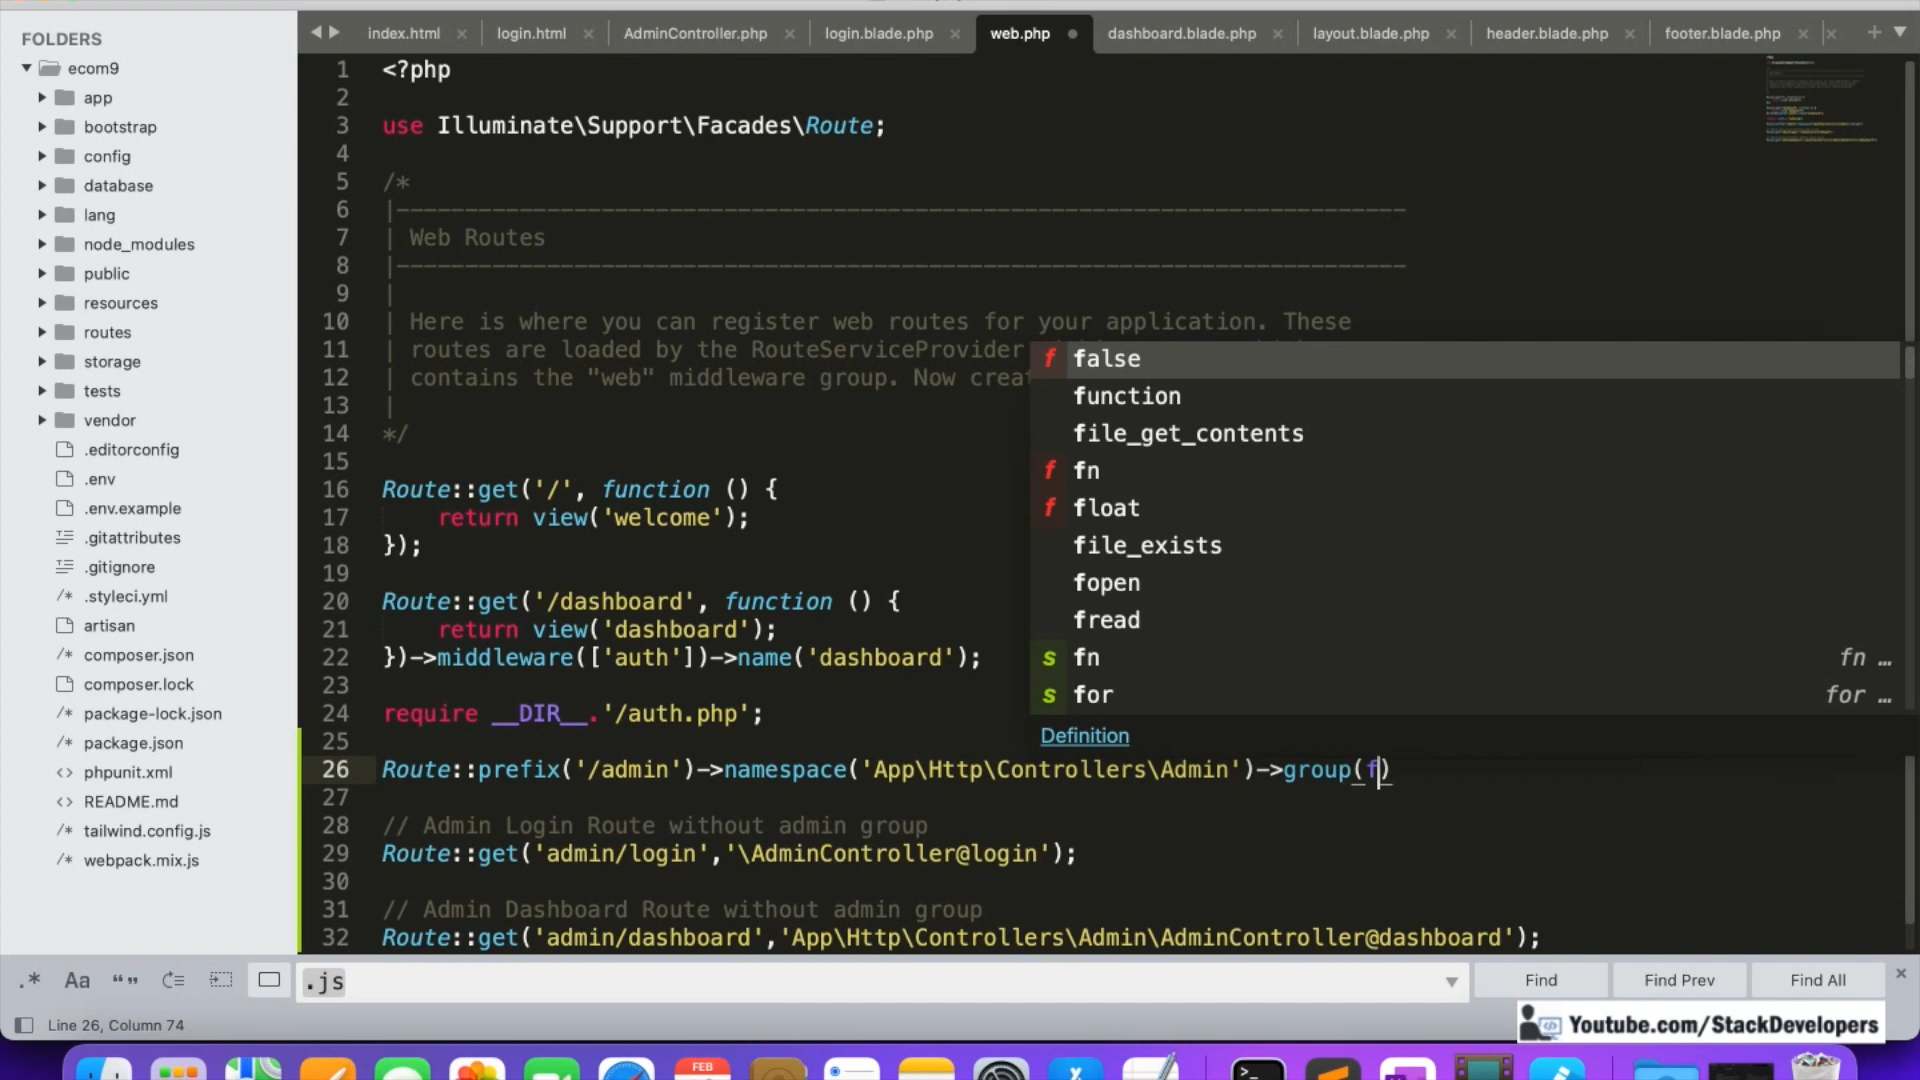 FOLDERS
ecom9
app
bootstrap
config
database
lang
node_modules
public
resources
routes
storage
tests
vendor
.editorconfig
.env
.env.example
.gitattributes
.gitignore
/* .styleci.yml
artisan
/* composer.json
composer.lock
/* package-lock.json
/* package.json
<> phpunit.xml
<> README.md
/* tailwind.config.js
/* webpack.mix.js
index.html × login.html × AdminController.php × login.blade.php × web.php dashboard.blade.php × layout.blade.php × header.blade.php × footer.blade.php ×
1 <?php
2
3 use Illuminate\Support\Facades\Route;
4
5 /*
6 |--------------------------------------------------------------------------
7 | Web Routes
8 |--------------------------------------------------------------------------
9 |
10 | Here is where you can register web routes for your application. These
11 | routes are loaded by the RouteServiceProvider
12 | contains the "web" middleware group. Now crea
13 |
14 */
15
16 Route::get('/', function () {
17 return view('welcome');
18 });
19
20 Route::get('/dashboard', function () {
21 return view('dashboard');
22 })->middleware(['auth'])->name('dashboard');
23
24 require __DIR__.'/auth.php';
25
26 Route::prefix('/admin')->namespace('App\Http\Controllers\Admin')->group(f)
27
28 // Admin Login Route without admin group
29 Route::get('admin/login','\AdminController@login');
30
31 // Admin Dashboard Route without admin group
32 Route::get('admin/dashboard','App\Http\Controllers\Admin\AdminController@dashboard');
f false
function
file_get_contents
f fn
f float
file_exists
fopen
fread
s fn fn …
s for for …
Definition
.* Aa “” .js Find Find Prev Find All ×
Line 26, Column 74
Youtube.com/StackDevelopers
FEB